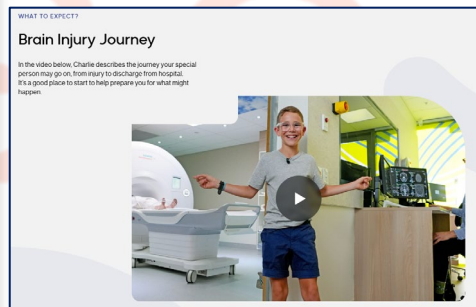 WHAT TO EXPECT?
Brain Injury Journey
In the video below, Charlie describes the journey your special
person may go on, from injury to discharge from hospital.
It's a good place to start to help prepare you for what might
happen